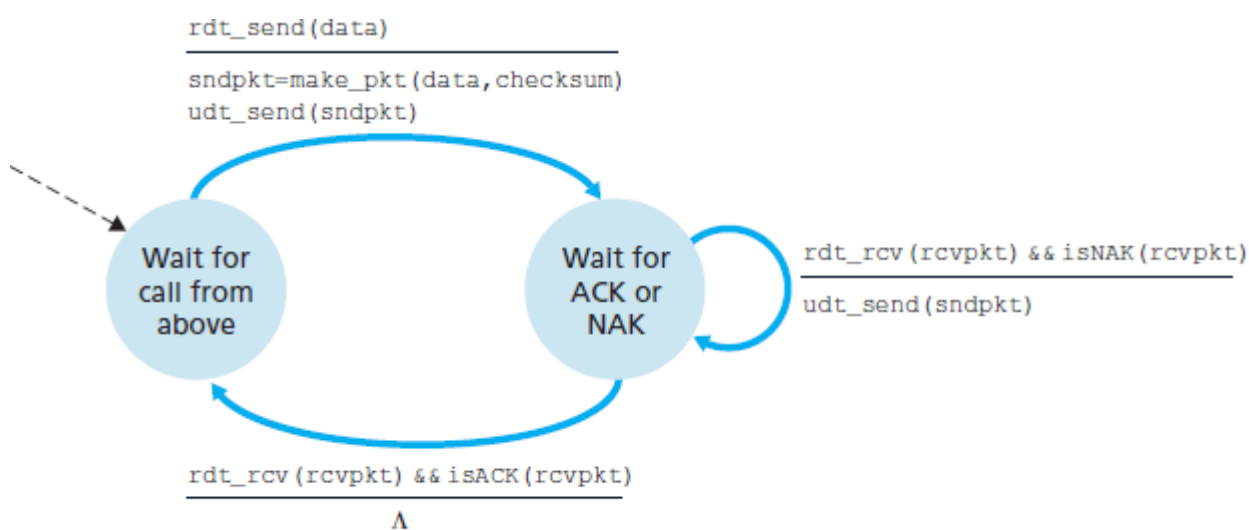 rdt_send(data)
sndpkt=make_pkt(data,checksum)
udt_send(sndpkt)
Wait for
call from
above
Wait for
ACK or
NAK
rdt_rcv(rcvpkt) && isNAK(rcvpkt)
udt_send(sndpkt)
rdt_rcv(rcvpkt) && isACK(rcvpkt)
Λ